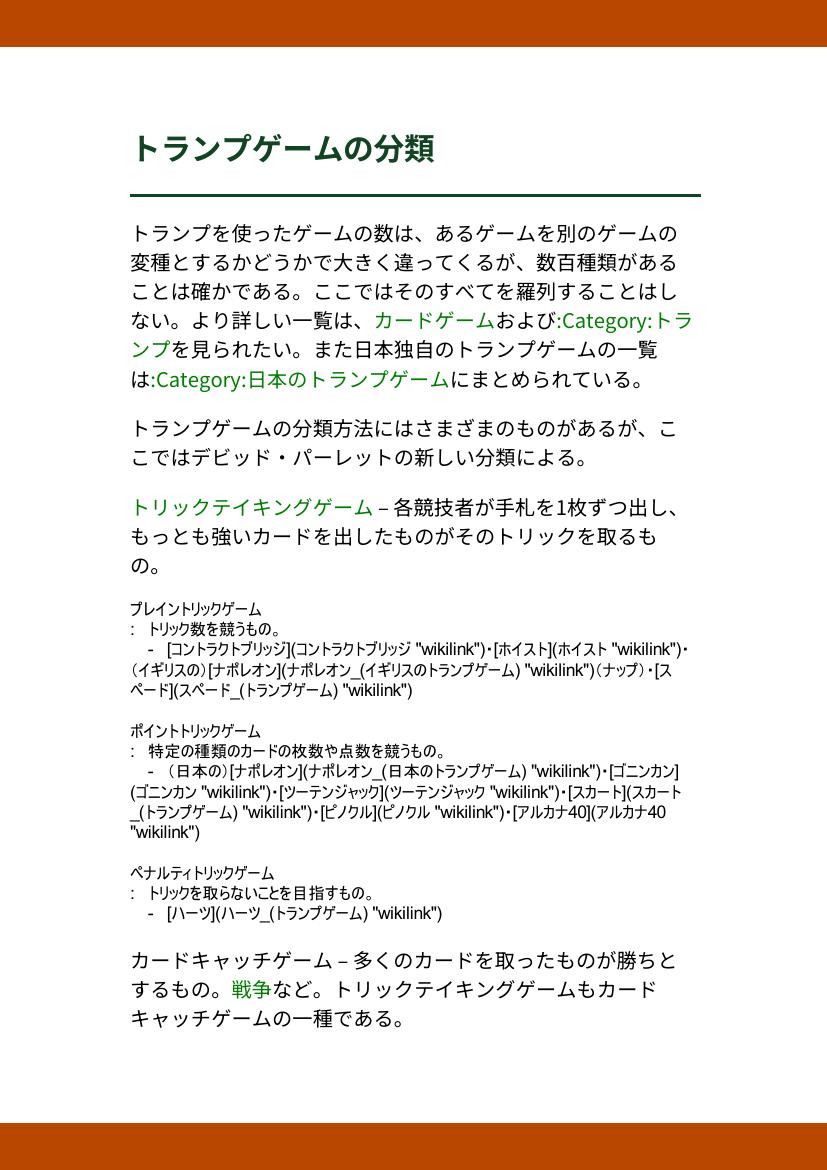 トランプゲームの分類
トランプを使ったゲームの数は、あるゲームを別のゲームの
変種とするかどうかで大きく違ってくるが、数百種類がある
ことは確かである。ここではそのすべてを羅列することはし
ない。より詳しい一覧は、カードゲームおよび:Category:トラ
ンプを見られたい。また日本独自のトランプゲームの一覧
は:Category:日本のトランプゲームにまとめられている。
トランプゲームの分類方法にはさまざまのものがあるが、こ
こではデビッド・パーレットの新しい分類による。
トリックテイキングゲーム – 各競技者が手札を1枚ずつ出し、
もっとも強いカードを出したものがそのトリックを取るも
の。
プレイントリックゲーム
:   トリック数を競うもの。
    -   [コントラクトブリッジ](コントラクトブリッジ "wikilink")・[ホイスト](ホイスト "wikilink")・
（イギリスの）[ナポレオン](ナポレオン_(イギリスのトランプゲーム) "wikilink")（ナップ）・[ス
ペード](スペード_(トランプゲーム) "wikilink")
ポイントトリックゲーム
:   特定の種類のカードの枚数や点数を競うもの。
    -   （日本の）[ナポレオン](ナポレオン_(日本のトランプゲーム) "wikilink")・[ゴニンカン]
(ゴニンカン "wikilink")・[ツーテンジャック](ツーテンジャック "wikilink")・[スカート](スカート
_(トランプゲーム) "wikilink")・[ピノクル](ピノクル "wikilink")・[アルカナ40](アルカナ40
"wikilink")
ペナルティトリックゲーム
:   トリックを取らないことを目指すもの。
    -   [ハーツ](ハーツ_(トランプゲーム) "wikilink")
カードキャッチゲーム – 多くのカードを取ったものが勝ちと
するもの。戦争など。トリックテイキングゲームもカード
キャッチゲームの一種である。